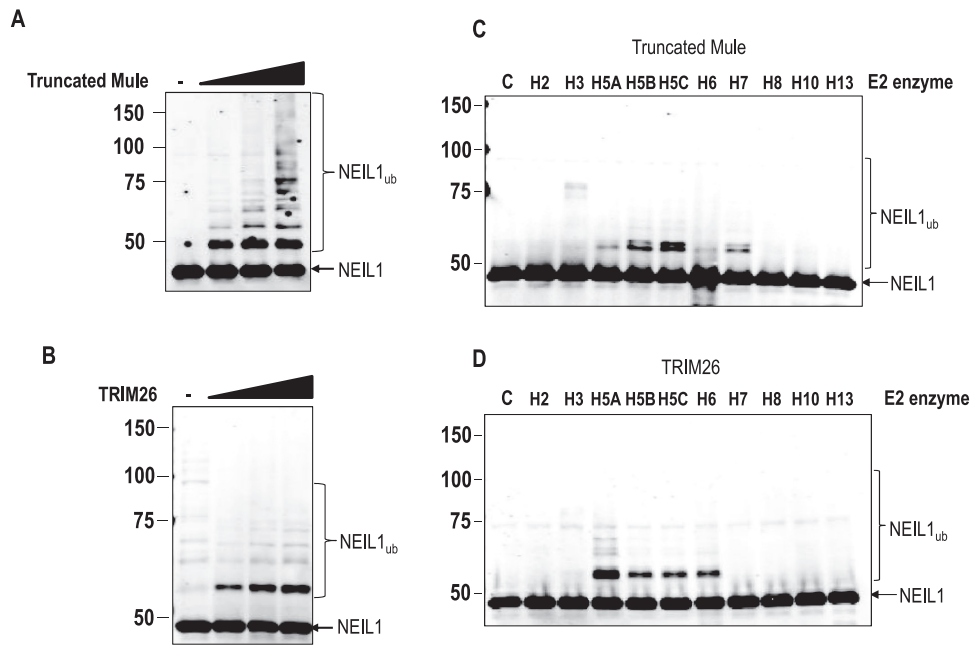 A
Truncated Mule
-
150
100
75
50
NEIL1ub
NEIL1
B
TRIM26
-
150
100
75
50
NEIL1ub
NEIL1
C
Truncated Mule
C H2 H3 H5A H5B H5C H6 H7 H8 H10 H13 E2 enzyme
150
100
75
50
NEIL1ub
NEIL1
D
TRIM26
C H2 H3 H5A H5B H5C H6 H7 H8 H10 H13 E2 enzyme
150
100
75
50
NEIL1ub
NEIL1